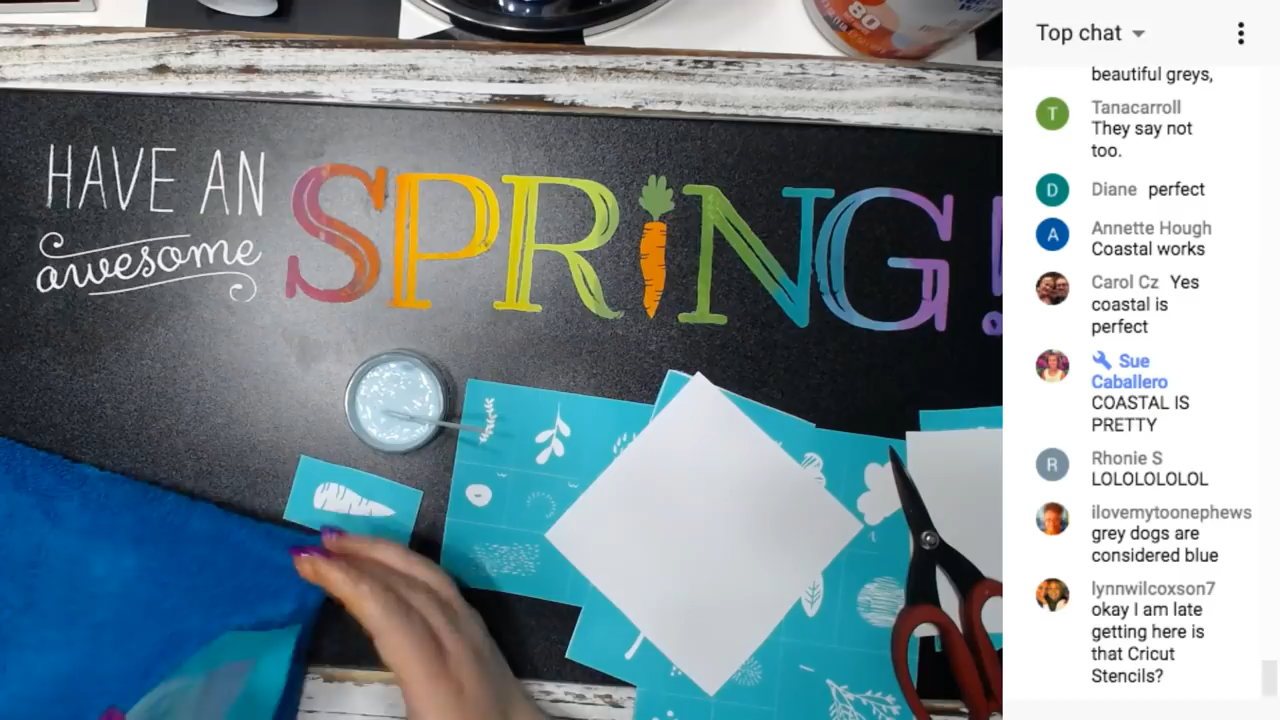 80
HAVE AN
awesome
SPRING!
Top chat
beautiful greys,
Tanacarroll
They say not
too.
Diane perfect
Annette Hough
Coastal works
Carol Cz Yes
coastal is
perfect
Sue
Caballero
COASTAL IS
PRETTY
Rhonie S
LOLOLOLOLOL
ilovemytoonephews
grey dogs are
considered blue
lynnwilcoxson7
okay I am late
getting here is
that Cricut
Stencils?